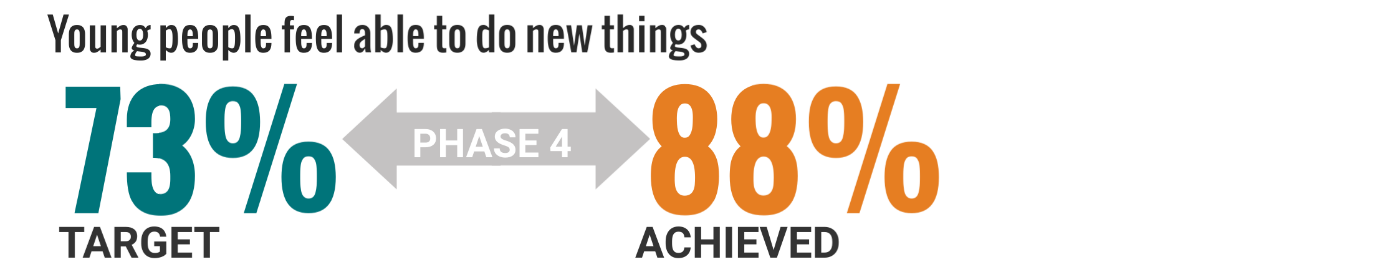 Young people feel able to do new things
73% PHASE 4 88%
TARGET ACHIEVED